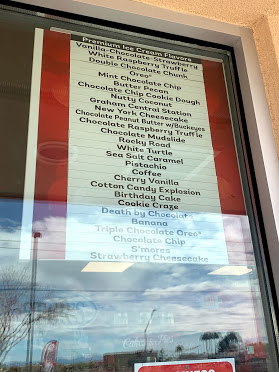 Premium Ice Cream Flavors
Vanilla-Chocolate-Strawberry
White Raspberry Truffle
Double Chocolate Chunk
Oreo®
Mint Chocolate Chip
Butter Pecan
Chocolate Chip Cookie Dough
Nutty Coconut
Graham Central Station
New York Cheesecake
Chocolate Peanut Butter w/Buckeyes
Chocolate Raspberry Truffle
Chocolate Mudslide
Rocky Road
White Turtle
Sea Salt Caramel
Pistachio
Coffee
Cherry Vanilla
Cotton Candy Explosion
Birthday Cake
Cookie Craze
Death by Chocolate
Banana
Triple Chocolate Oreo®
Chocolate Chip
S'mores
Strawberry Cheesecake